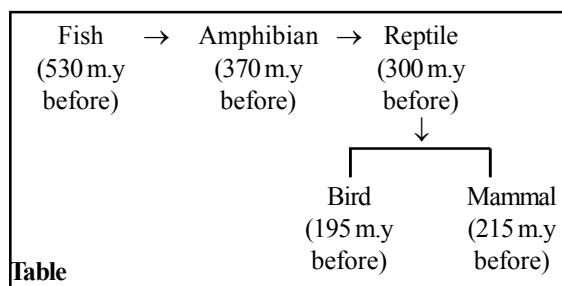 Fish → Amphibian → Reptile
(530 m.y before) (370 m.y before) (300 m.y before)
↓
Bird Mammal
(195 m.y before) (215 m.y before)
Table